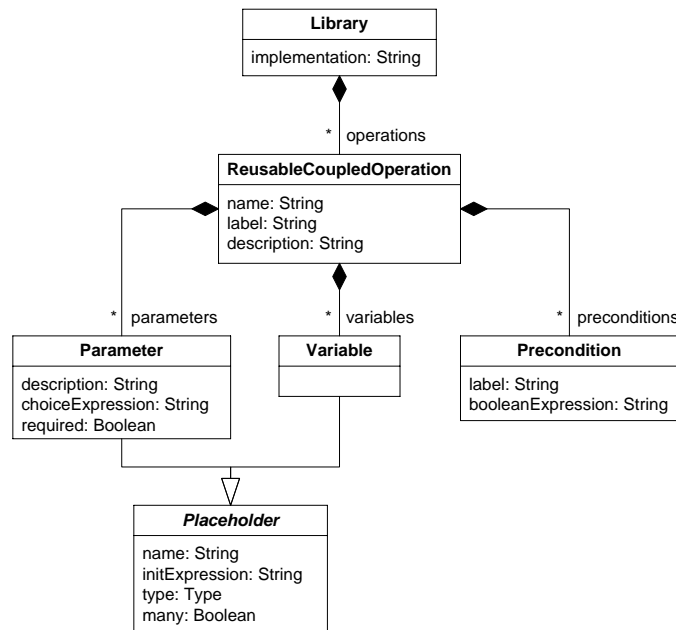 Library
implementation: String
* operations
ReusableCoupledOperation
name: String
label: String
description: String
* parameters
* variables
* preconditions
Parameter
description: String
choiceExpression: String
required: Boolean
Variable
Precondition
label: String
booleanExpression: String
Placeholder
name: String
initExpression: String
type: Type
many: Boolean